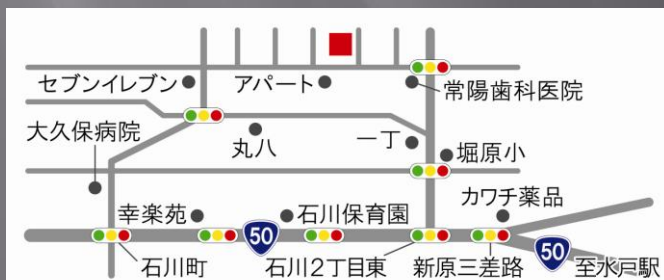 セブンイレブン
アパート
常陽歯科医院
大久保病院
丸八
一丁
堀原小
カワチ薬品
幸楽苑
50
石川保育園
石川町
石川2丁目東
新原三差路
50
至水戸駅